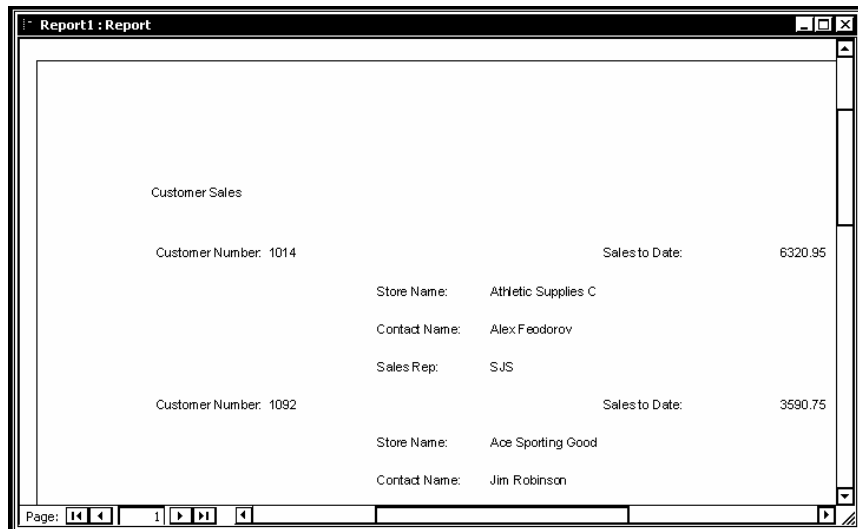 Report1 : Report
Customer Sales
Customer Number: 1014 Sales to Date: 6320.95
Store Name: Athletic Supplies C
Contact Name: Alex Feodorov
Sales Rep: SJS
Customer Number: 1092 Sales to Date: 3590.75
Store Name: Ace Sporting Good
Contact Name: Jim Robinson
Page: 1